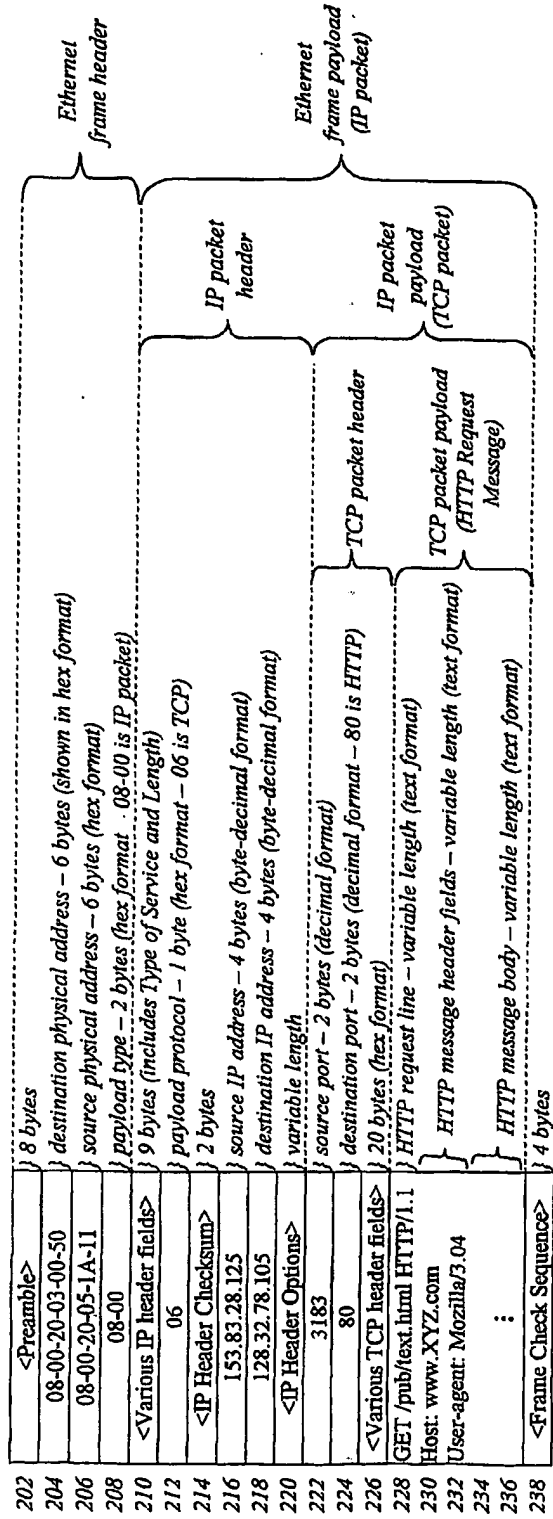 202 <Preamble> } 8 bytes
204 08-00-20-03-00-50 } destination physical address – 6 bytes (shown in hex format)
206 08-00-20-05-1A-11 } source physical address – 6 bytes (hex format)
208 08-00 } payload type – 2 bytes (hex format - 08-00 is IP packet)
210 <Various IP header fields> } 9 bytes (includes Type of Service and Length)
212 06 } payload protocol – 1 byte (hex format – 06 is TCP)
214 <IP Header Checksum> } 2 bytes
216 153.83.28.125 } source IP address – 4 bytes (byte-decimal format)
218 128.32.78.105 } destination IP address – 4 bytes (byte-decimal format)
220 <IP Header Options> } variable length
222 3183 } source port – 2 bytes (decimal format)
224 80 } destination port – 2 bytes (decimal format – 80 is HTTP)
226 <Various TCP header fields> } 20 bytes (hex format)
228 GET /pub/text.html HTTP/1.1 } HTTP request line – variable length (text format)
230 Host: www.XYZ.com
232 User-agent: Mozilla/3.04
HTTP message header fields – variable length (text format)
234
236 ⋮
HTTP message body – variable length (text format)
238 <Frame Check Sequence> } 4 bytes
TCP packet header
TCP packet payload
(HTTP Request
Message)
IP packet
header
IP packet
payload
(TCP packet)
Ethernet
frame header
Ethernet
frame payload
(IP packet)